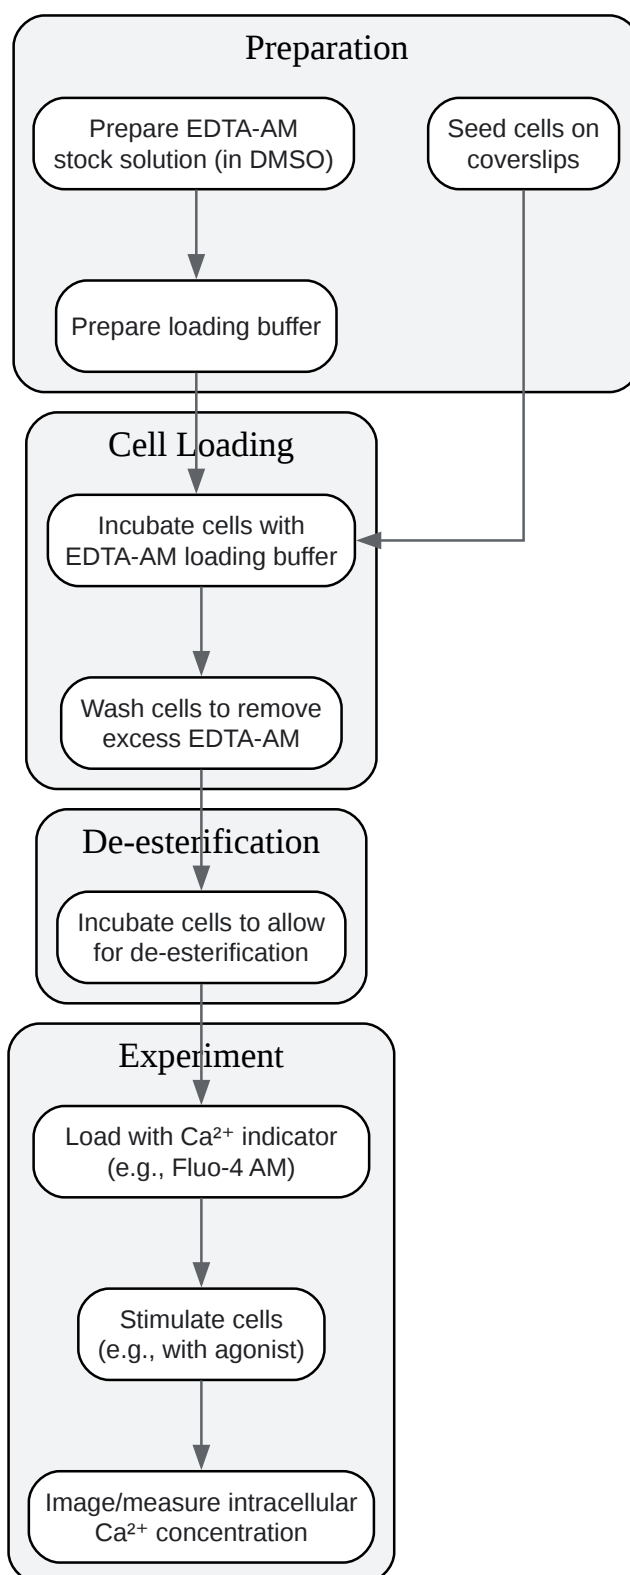 Preparation
Prepare EDTA-AM
stock solution (in DMSO)
Seed cells on
coverslips
Prepare loading buffer
Cell Loading
Incubate cells with
EDTA-AM loading buffer
Wash cells to remove
excess EDTA-AM
De-esterification
Incubate cells to allow
for de-esterification
Experiment
Load with Ca²⁺ indicator
(e.g., Fluo-4 AM)
Stimulate cells
(e.g., with agonist)
Image/measure intracellular
Ca²⁺ concentration